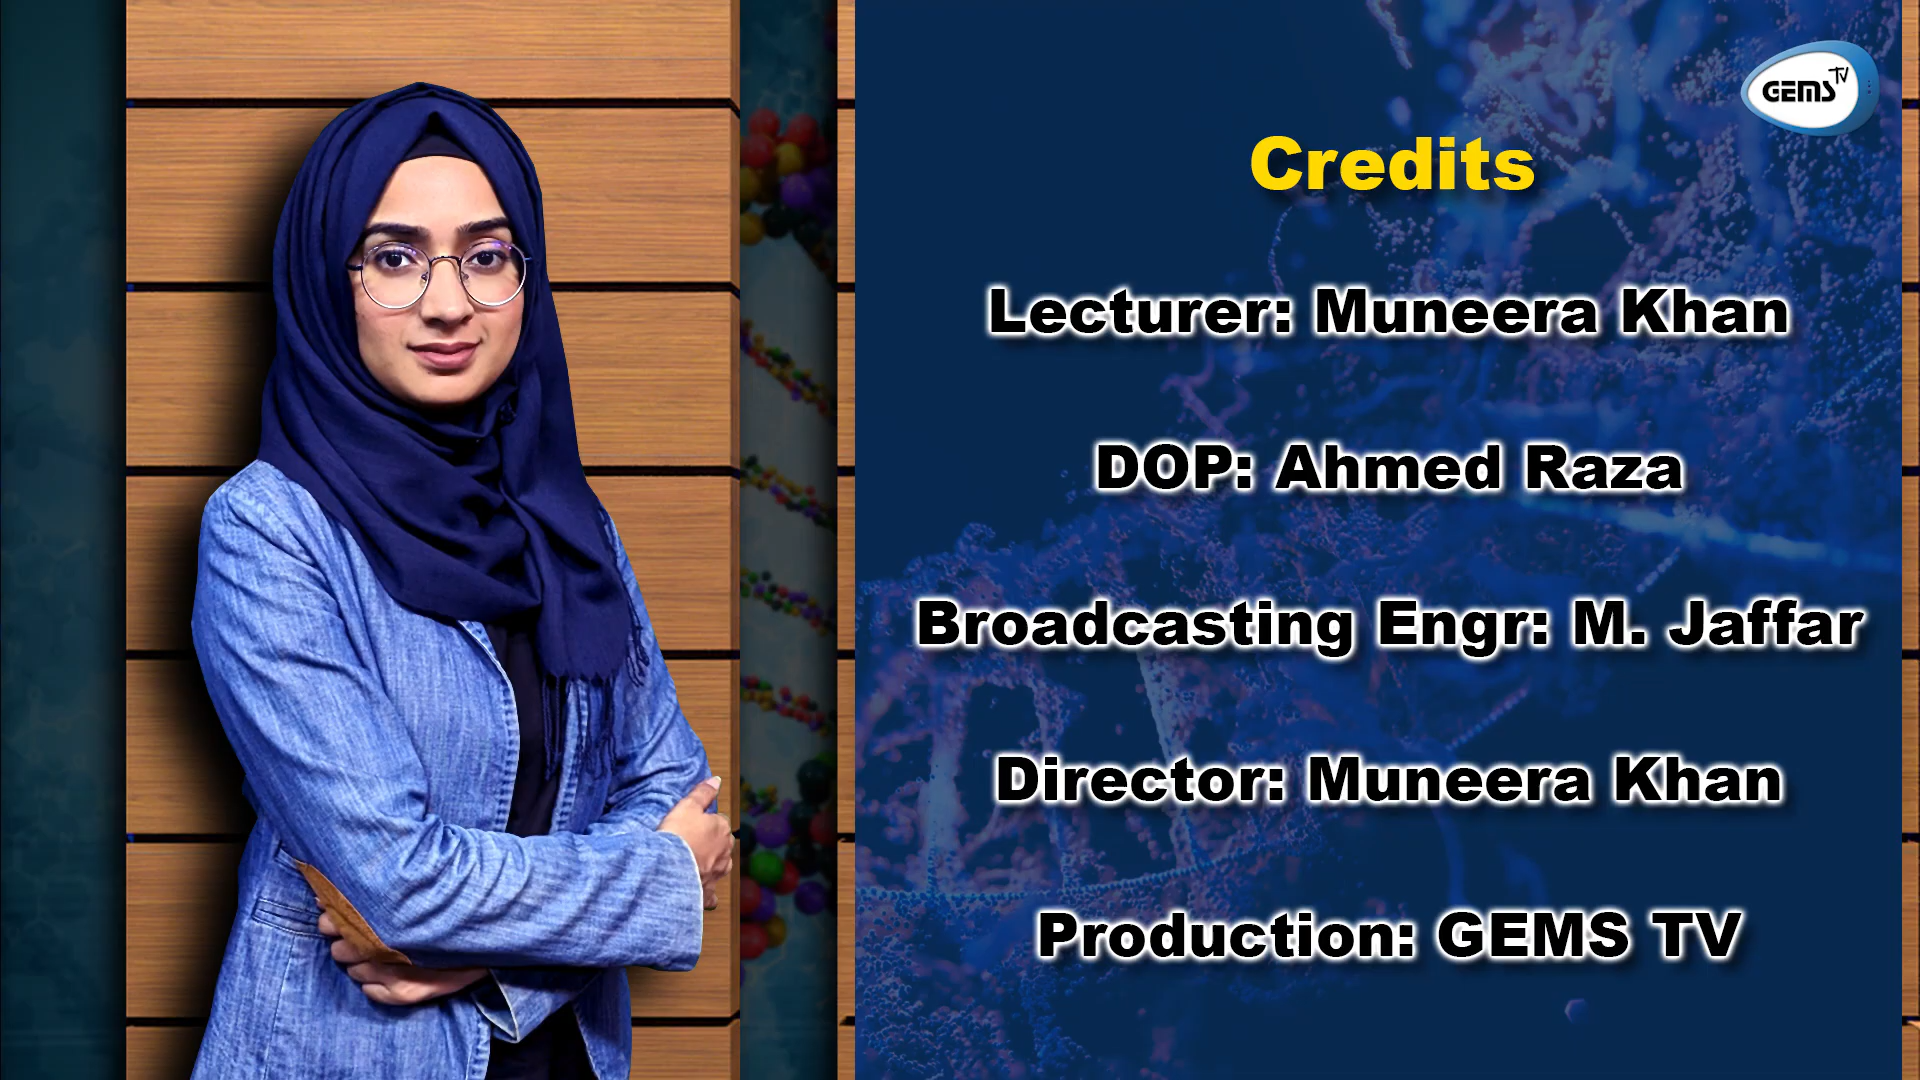 GEMS TV
Credits
Lecturer: Muneera Khan
DOP: Ahmed Raza
Broadcasting Engr: M. Jaffar
Director: Muneera Khan
Production: GEMS TV